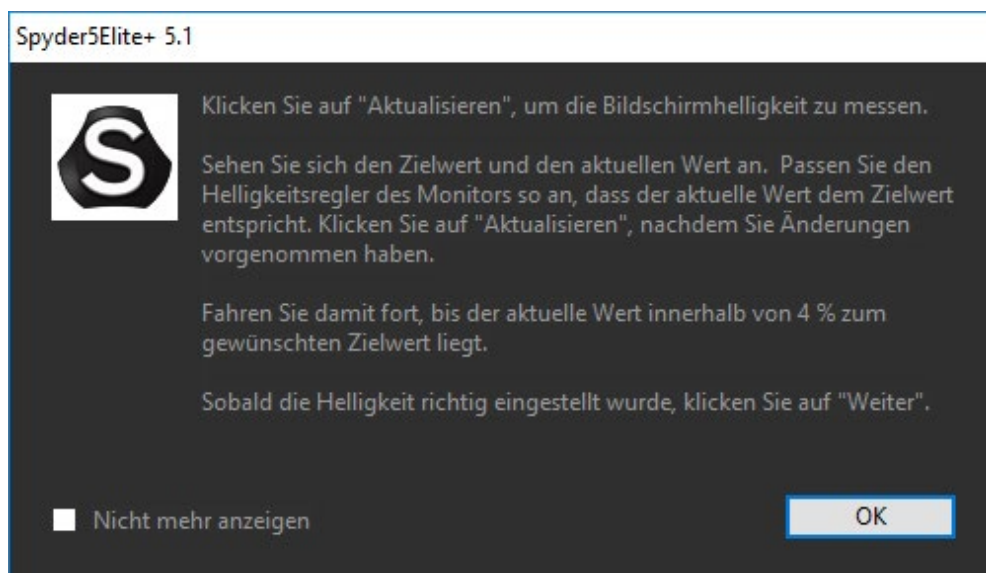 Spyder5Elite+ 5.1
S
Klicken Sie auf "Aktualisieren", um die Bildschirmhelligkeit zu messen.
Sehen Sie sich den Zielwert und den aktuellen Wert an.  Passen Sie den
Helligkeitsregler des Monitors so an, dass der aktuelle Wert dem Zielwert
entspricht. Klicken Sie auf "Aktualisieren", nachdem Sie Änderungen
vorgenommen haben.
Fahren Sie damit fort, bis der aktuelle Wert innerhalb von 4 % zum
gewünschten Zielwert liegt.
Sobald die Helligkeit richtig eingestellt wurde, klicken Sie auf "Weiter".
Nicht mehr anzeigen
OK